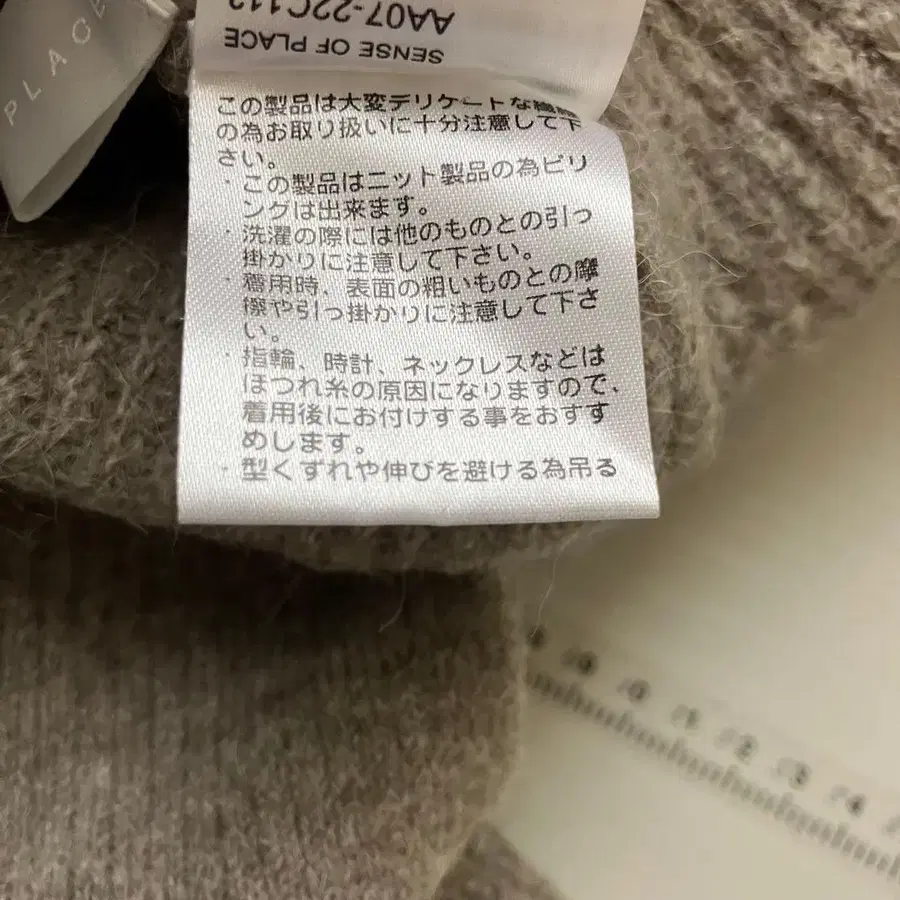 PLACE
AA07-22C112
SENSE OF PLACE
この製品は大変デリケートな繊細
の為お取り扱いに十分注意して下
さい。
・この製品はニット製品の為ピリ
ングは出来ます。
・洗濯の際には他のものとの引っ
掛かりに注意して下さい。
・着用時、表面の粗いものとの摩
擦や引っ掛かりに注意して下さ
い。
・指輪、時計、ネックレスなどは
ほつれ糸の原因になりますので、
着用後にお付けする事をおすす
めします。
・型くずれや伸びを避ける為吊る